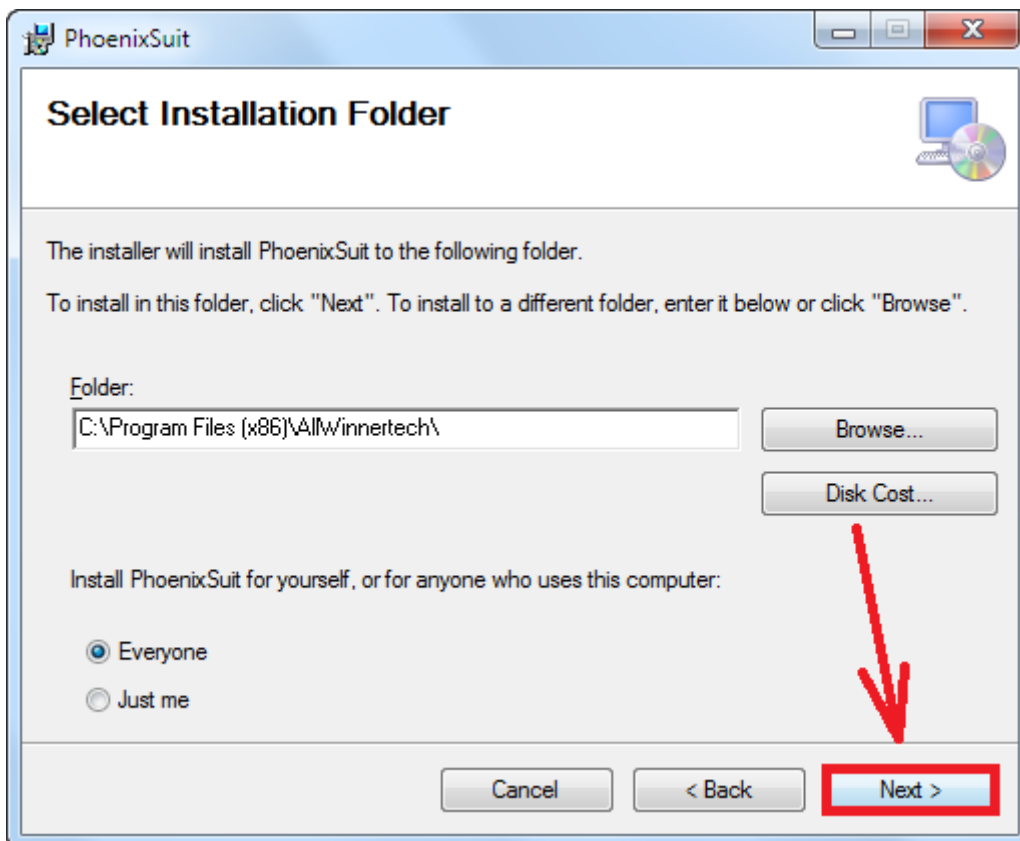 PhoenixSuit
Select Installation Folder
The installer will install PhoenixSuit to the following folder.
To install in this folder, click "Next". To install to a different folder, enter it below or click "Browse".
Folder:
C:\Program Files (x86)\AllWinnertech\
Browse...
Disk Cost...
Install PhoenixSuit for yourself, or for anyone who uses this computer:
Everyone
Just me
Cancel
< Back
Next >